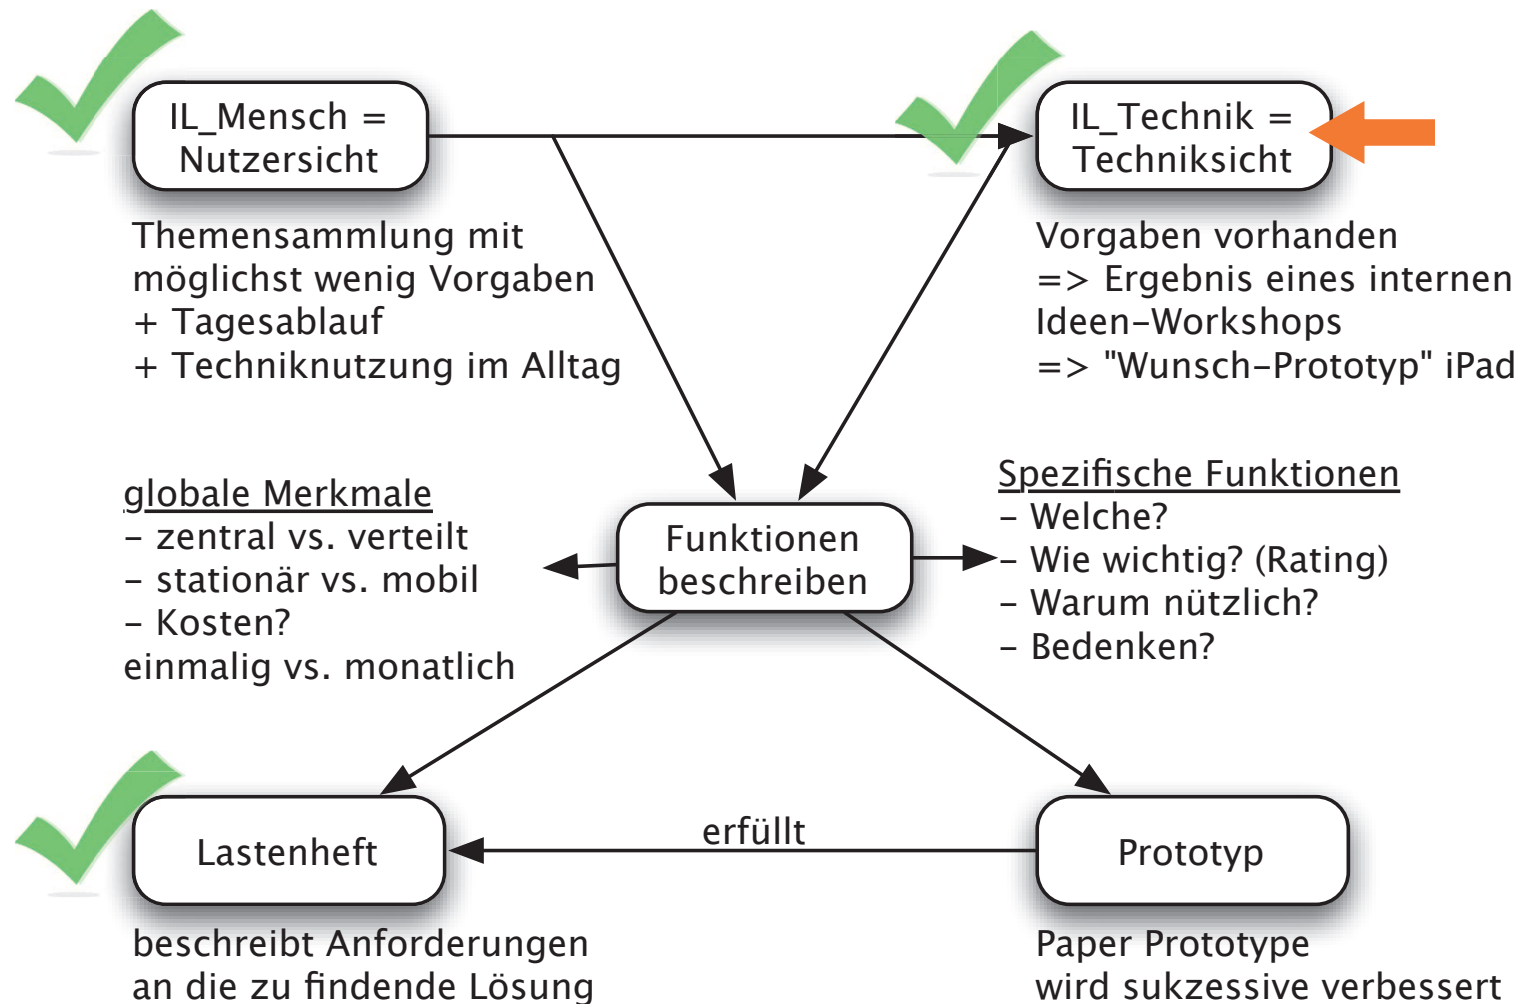 IL_Mensch =
Nutzersicht
IL_Technik =
Techniksicht
Themensammlung mit
möglichst wenig Vorgaben
+ Tagesablauf
+ Techniknutzung im Alltag
Vorgaben vorhanden
=> Ergebnis eines internen
Ideen-Workshops
=> "Wunsch-Prototyp" iPad
globale Merkmale
- zentral vs. verteilt
- stationär vs. mobil
- Kosten?
einmalig vs. monatlich
Funktionen
beschreiben
Spezifische Funktionen
- Welche?
- Wie wichtig? (Rating)
- Warum nützlich?
- Bedenken?
Lastenheft
erfüllt
Prototyp
beschreibt Anforderungen
an die zu findende Lösung
Paper Prototype
wird sukzessive verbessert